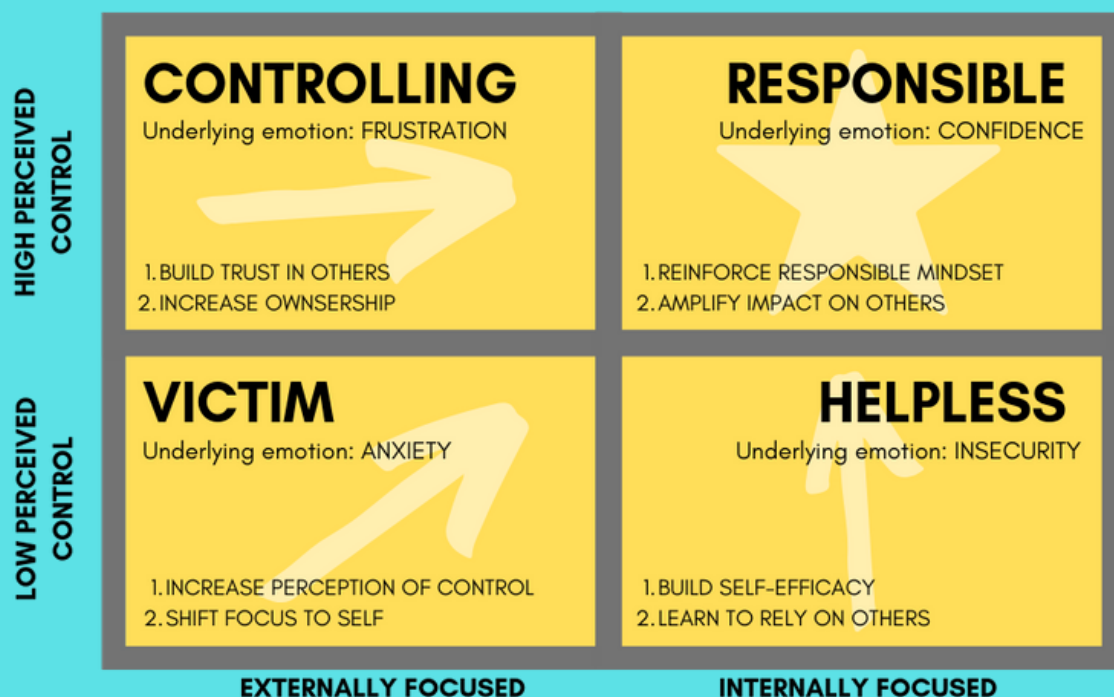 HIGH PERCEIVED
CONTROL
CONTROLLING
Underlying emotion: FRUSTRATION
1. BUILD TRUST IN OTHERS
2. INCREASE OWNSERSHIP
RESPONSIBLE
Underlying emotion: CONFIDENCE
1. REINFORCE RESPONSIBLE MINDSET
2. AMPLIFY IMPACT ON OTHERS
LOW PERCEIVED
CONTROL
VICTIM
Underlying emotion: ANXIETY
1. INCREASE PERCEPTION OF CONTROL
2. SHIFT FOCUS TO SELF
HELPLESS
Underlying emotion: INSECURITY
1. BUILD SELF-EFFICACY
2. LEARN TO RELY ON OTHERS
EXTERNALLY FOCUSED
INTERNALLY FOCUSED